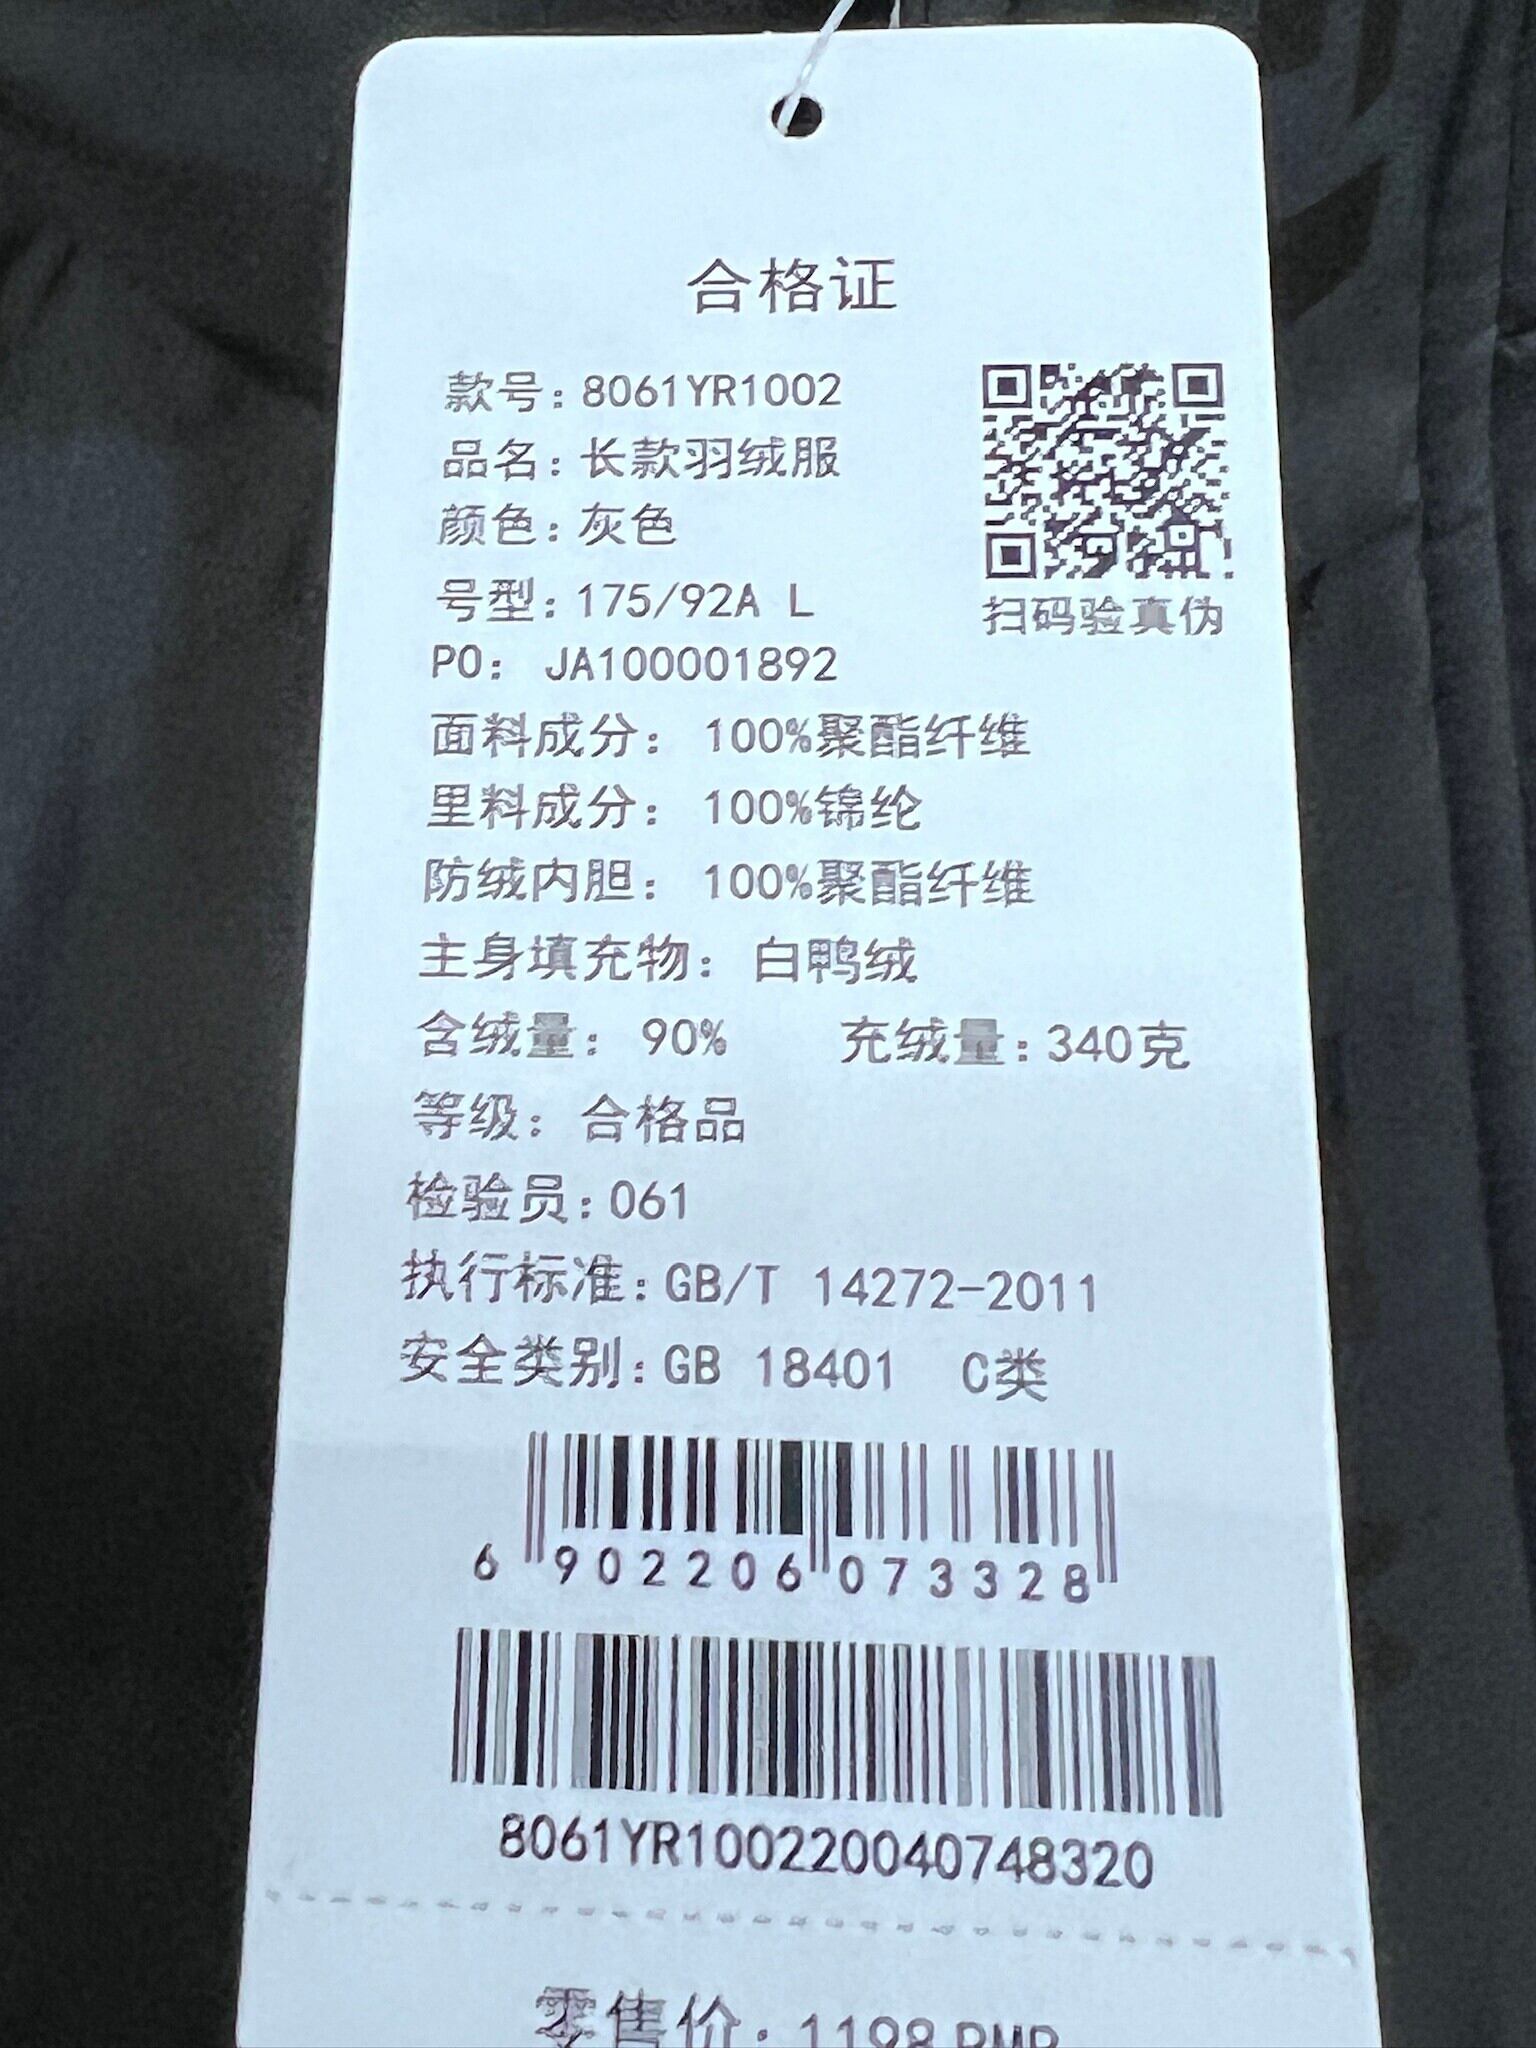 合格证
款号:8061YR1002
品名:长款羽绒服
颜色:灰色
号型:175/92A L
扫码验真伪
PO: JA100001892
面料成分: 100%聚酯纤维
里料成分: 100%锦纶
防绒内胆: 100%聚酯纤维
主身填充物: 白鸭绒
含绒量: 90% 充绒量:340克
等级: 合格品
检验员:061
执行标准:GB/T 14272-2011
安全类别:GB 18401 C类
6 902206 073328
8061YR100220040748320
零售价:1198 RMB